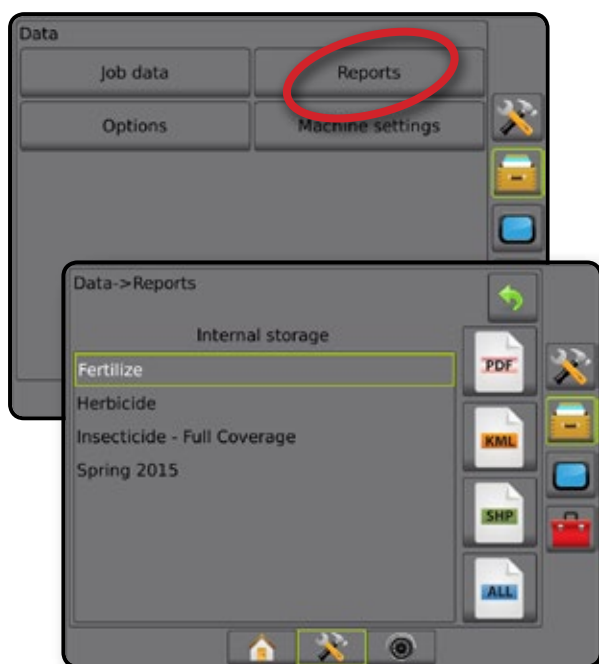 Data
Job data
Reports
Options
Machine settings
Data->Reports
Internal storage
Fertilize
Herbicide
Insecticide - Full Coverage
Spring 2015
PDF
KML
SHP
ALL